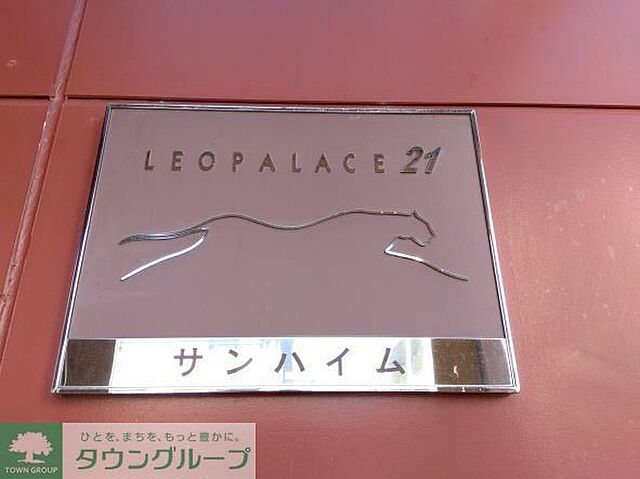 LEOPALACE 21
サンハイム
ひとを、まちを、もっと豊かに。
タウングループ
TOWN GROUP